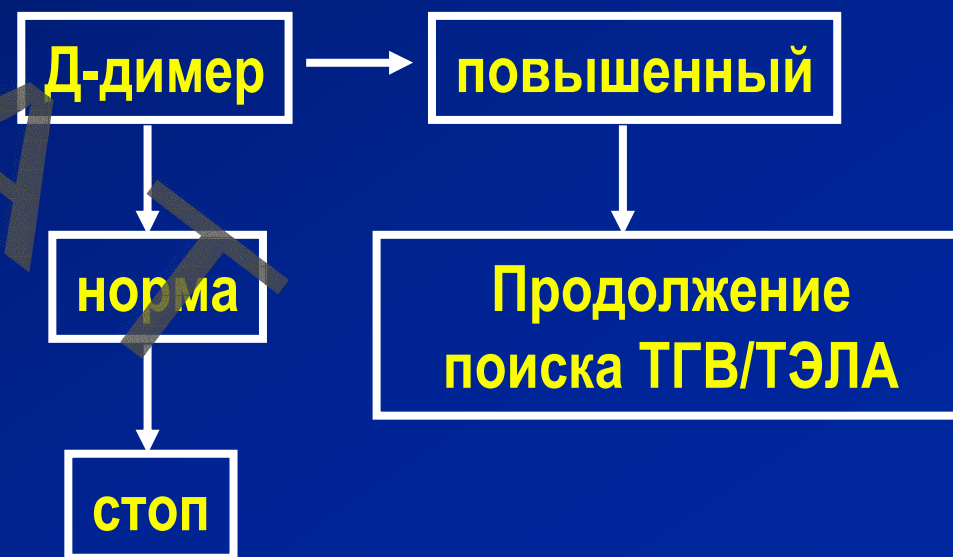 Д-димер
повышенный
норма
Продолжение
поиска ТГВ/ТЭЛА
стоп